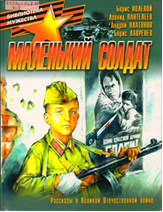 БИБЛИОТЕКА
МУЖЕСТВА
Борис ПОЛЕВОЙ
Леонид ПАНТЕЛЕЕВ
Андрей ПЛАТОНОВ
Борис ЛАВРЕНЕВ
МАЛЕНЬКИЙ СОЛДАТ
Рассказы о Великой Отечественной войне